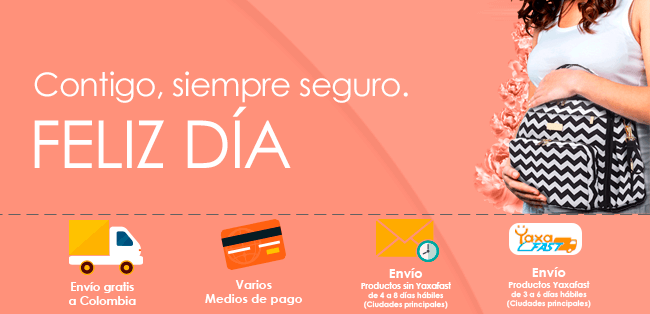 Contigo, siempre seguro.
FELIZ DÍA
Envío gratis
a Colombia
Varios
Medios de pago
Envío
Productos sin Yaxafast
de 4 a 8 días hábiles
(Ciudades principales)
Yaxa
FAST
Envío
Productos Yaxafast
de 3 a 6 días hábiles
(Ciudades principales)